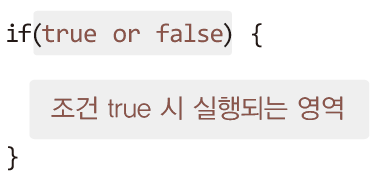 if(true or false) {
조건 true 시 실행되는 영역
}